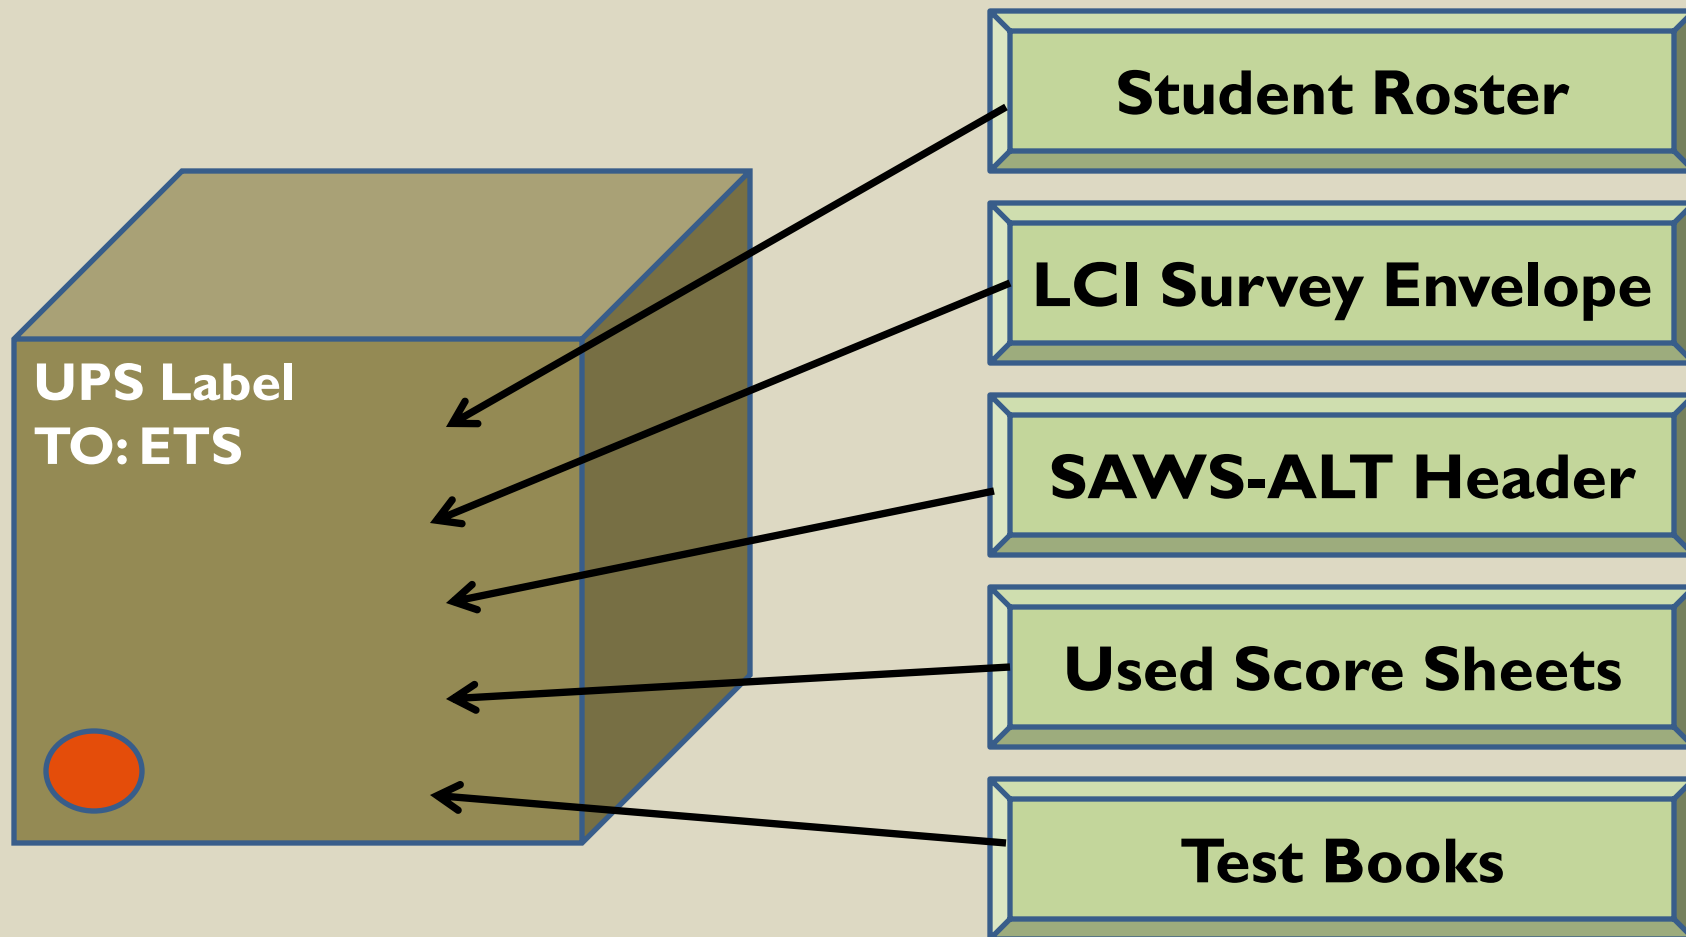 Student Roster
LCI Survey Envelope
UPS Label
TO: ETS
SAWS-ALT Header
Used Score Sheets
Test Books